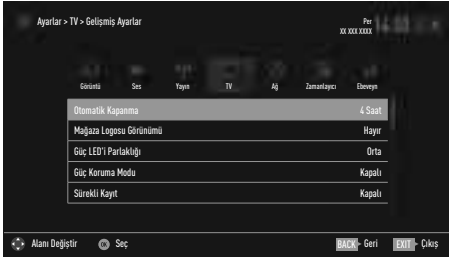 Ayarlar > TV > Gelişmiş Ayarlar
Per
XX XXX XXXX
Görüntü Ses Yayın TV Ağ Zamanlayıcı Ebeveyn
Otomatik Kapanma 4 Saat
Mağaza Logosu Görünümü Hayır
Güç LED'i Parlaklığı Orta
Güç Koruma Modu Kapalı
Sürekli Kayıt Kapalı
Alanı Değiştir OK Seç BACK Geri EXIT Çıkış